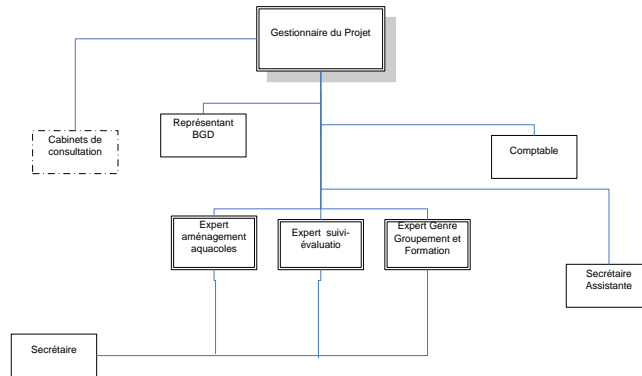 Gestionnaire du Projet
Représentant
BGD
Cabinets de
consultation
Comptable
Expert
aménagement
aquacoles
Expert suivi-
évaluatio
Expert Genre
Groupement et
Formation
Secrétaire
Assistante
Secrétaire